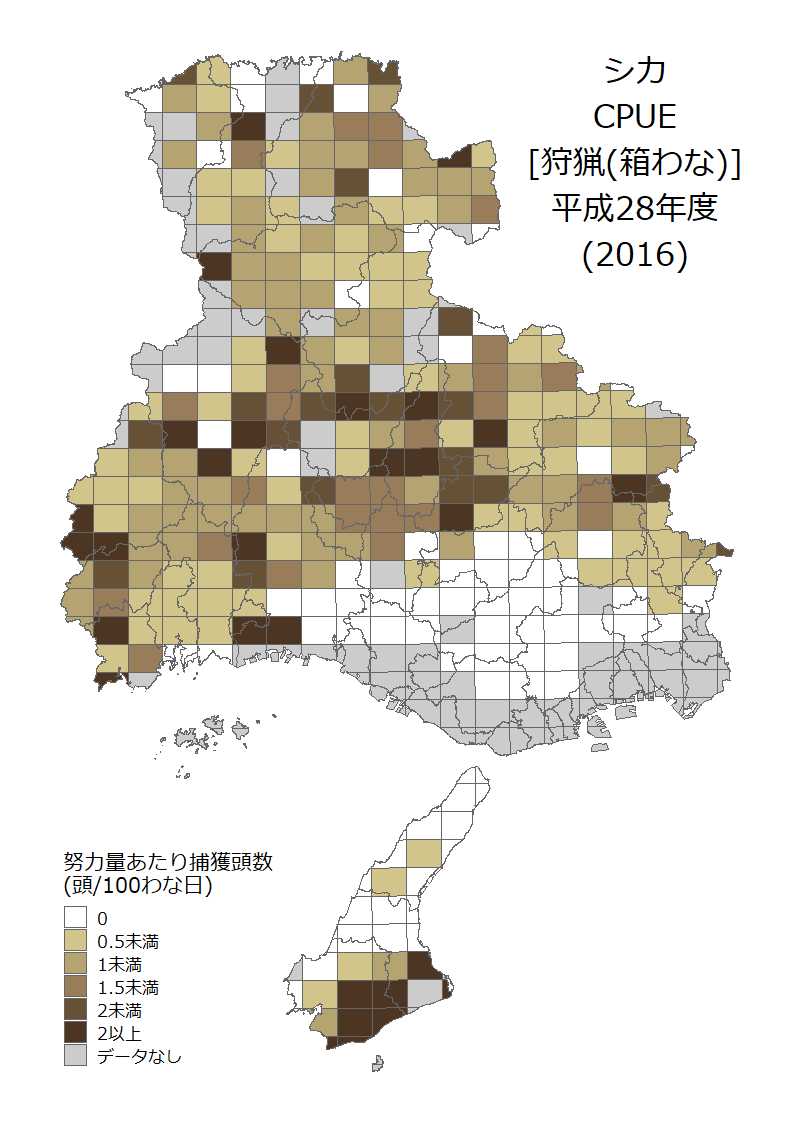 シカ
CPUE
[狩猟(箱わな)]
平成28年度
(2016)
努力量あたり捕獲頭数
(頭/100わな日)
0
0.5未満
1未満
1.5未満
2未満
2以上
データなし